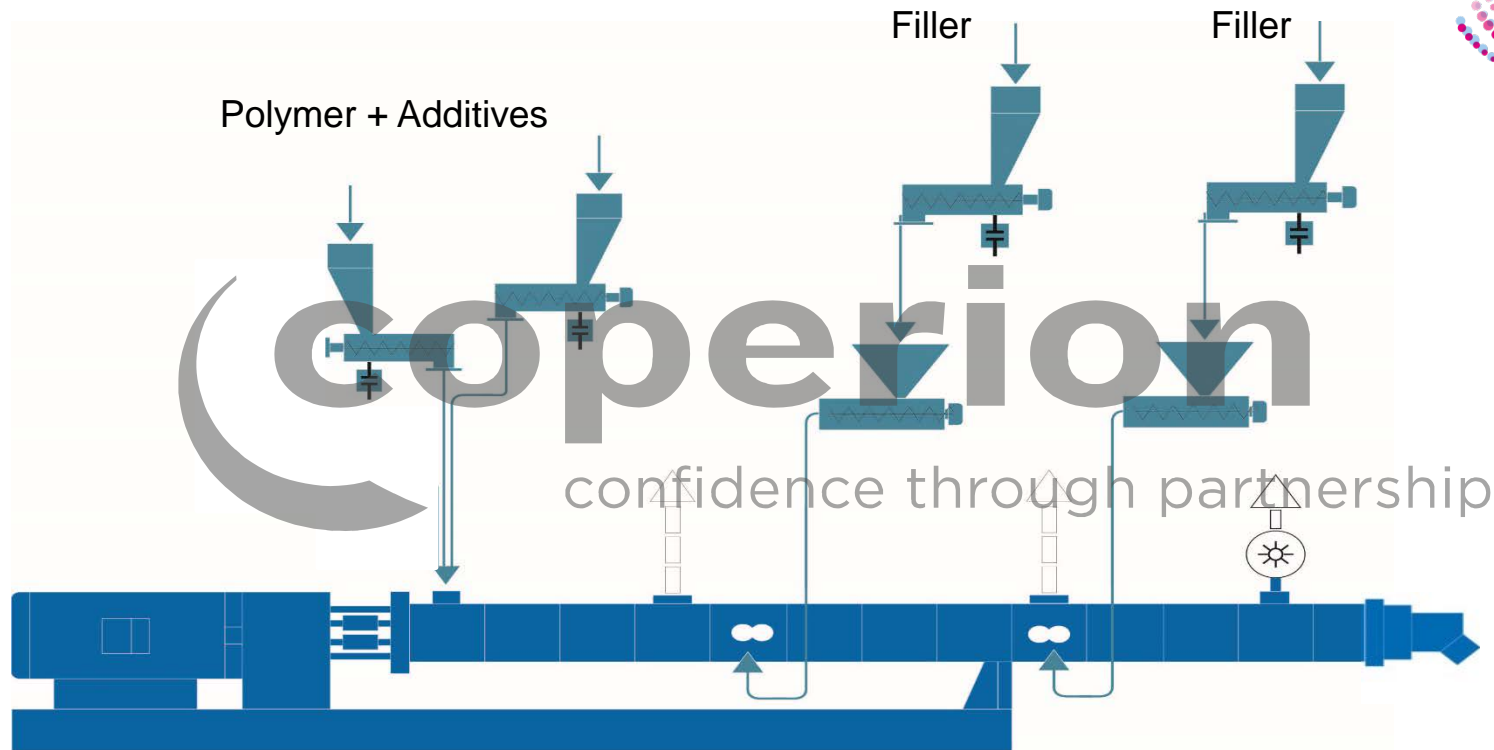 Filler
Filler
Polymer + Additives
coperion
confidence through partnership